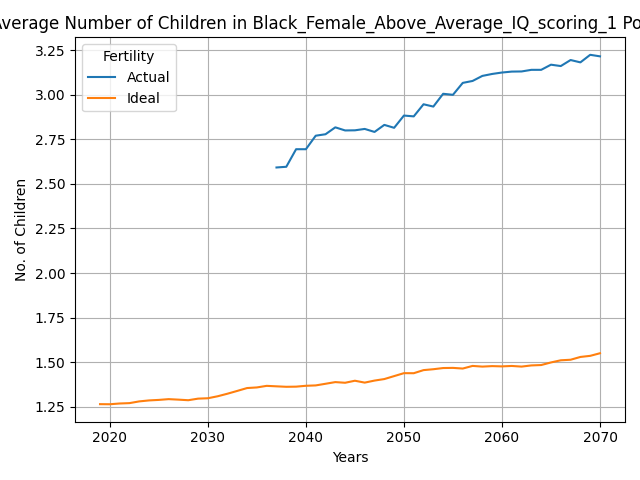 Average Number of Children in Black_Female_Above_Average_IQ_scoring_1 Po
Fertility
Actual
Ideal
3.25
3.00
2.75
2.50
2.25
2.00
1.75
1.50
1.25
No. of Children
2020 2030 2040 2050 2060 2070
Years